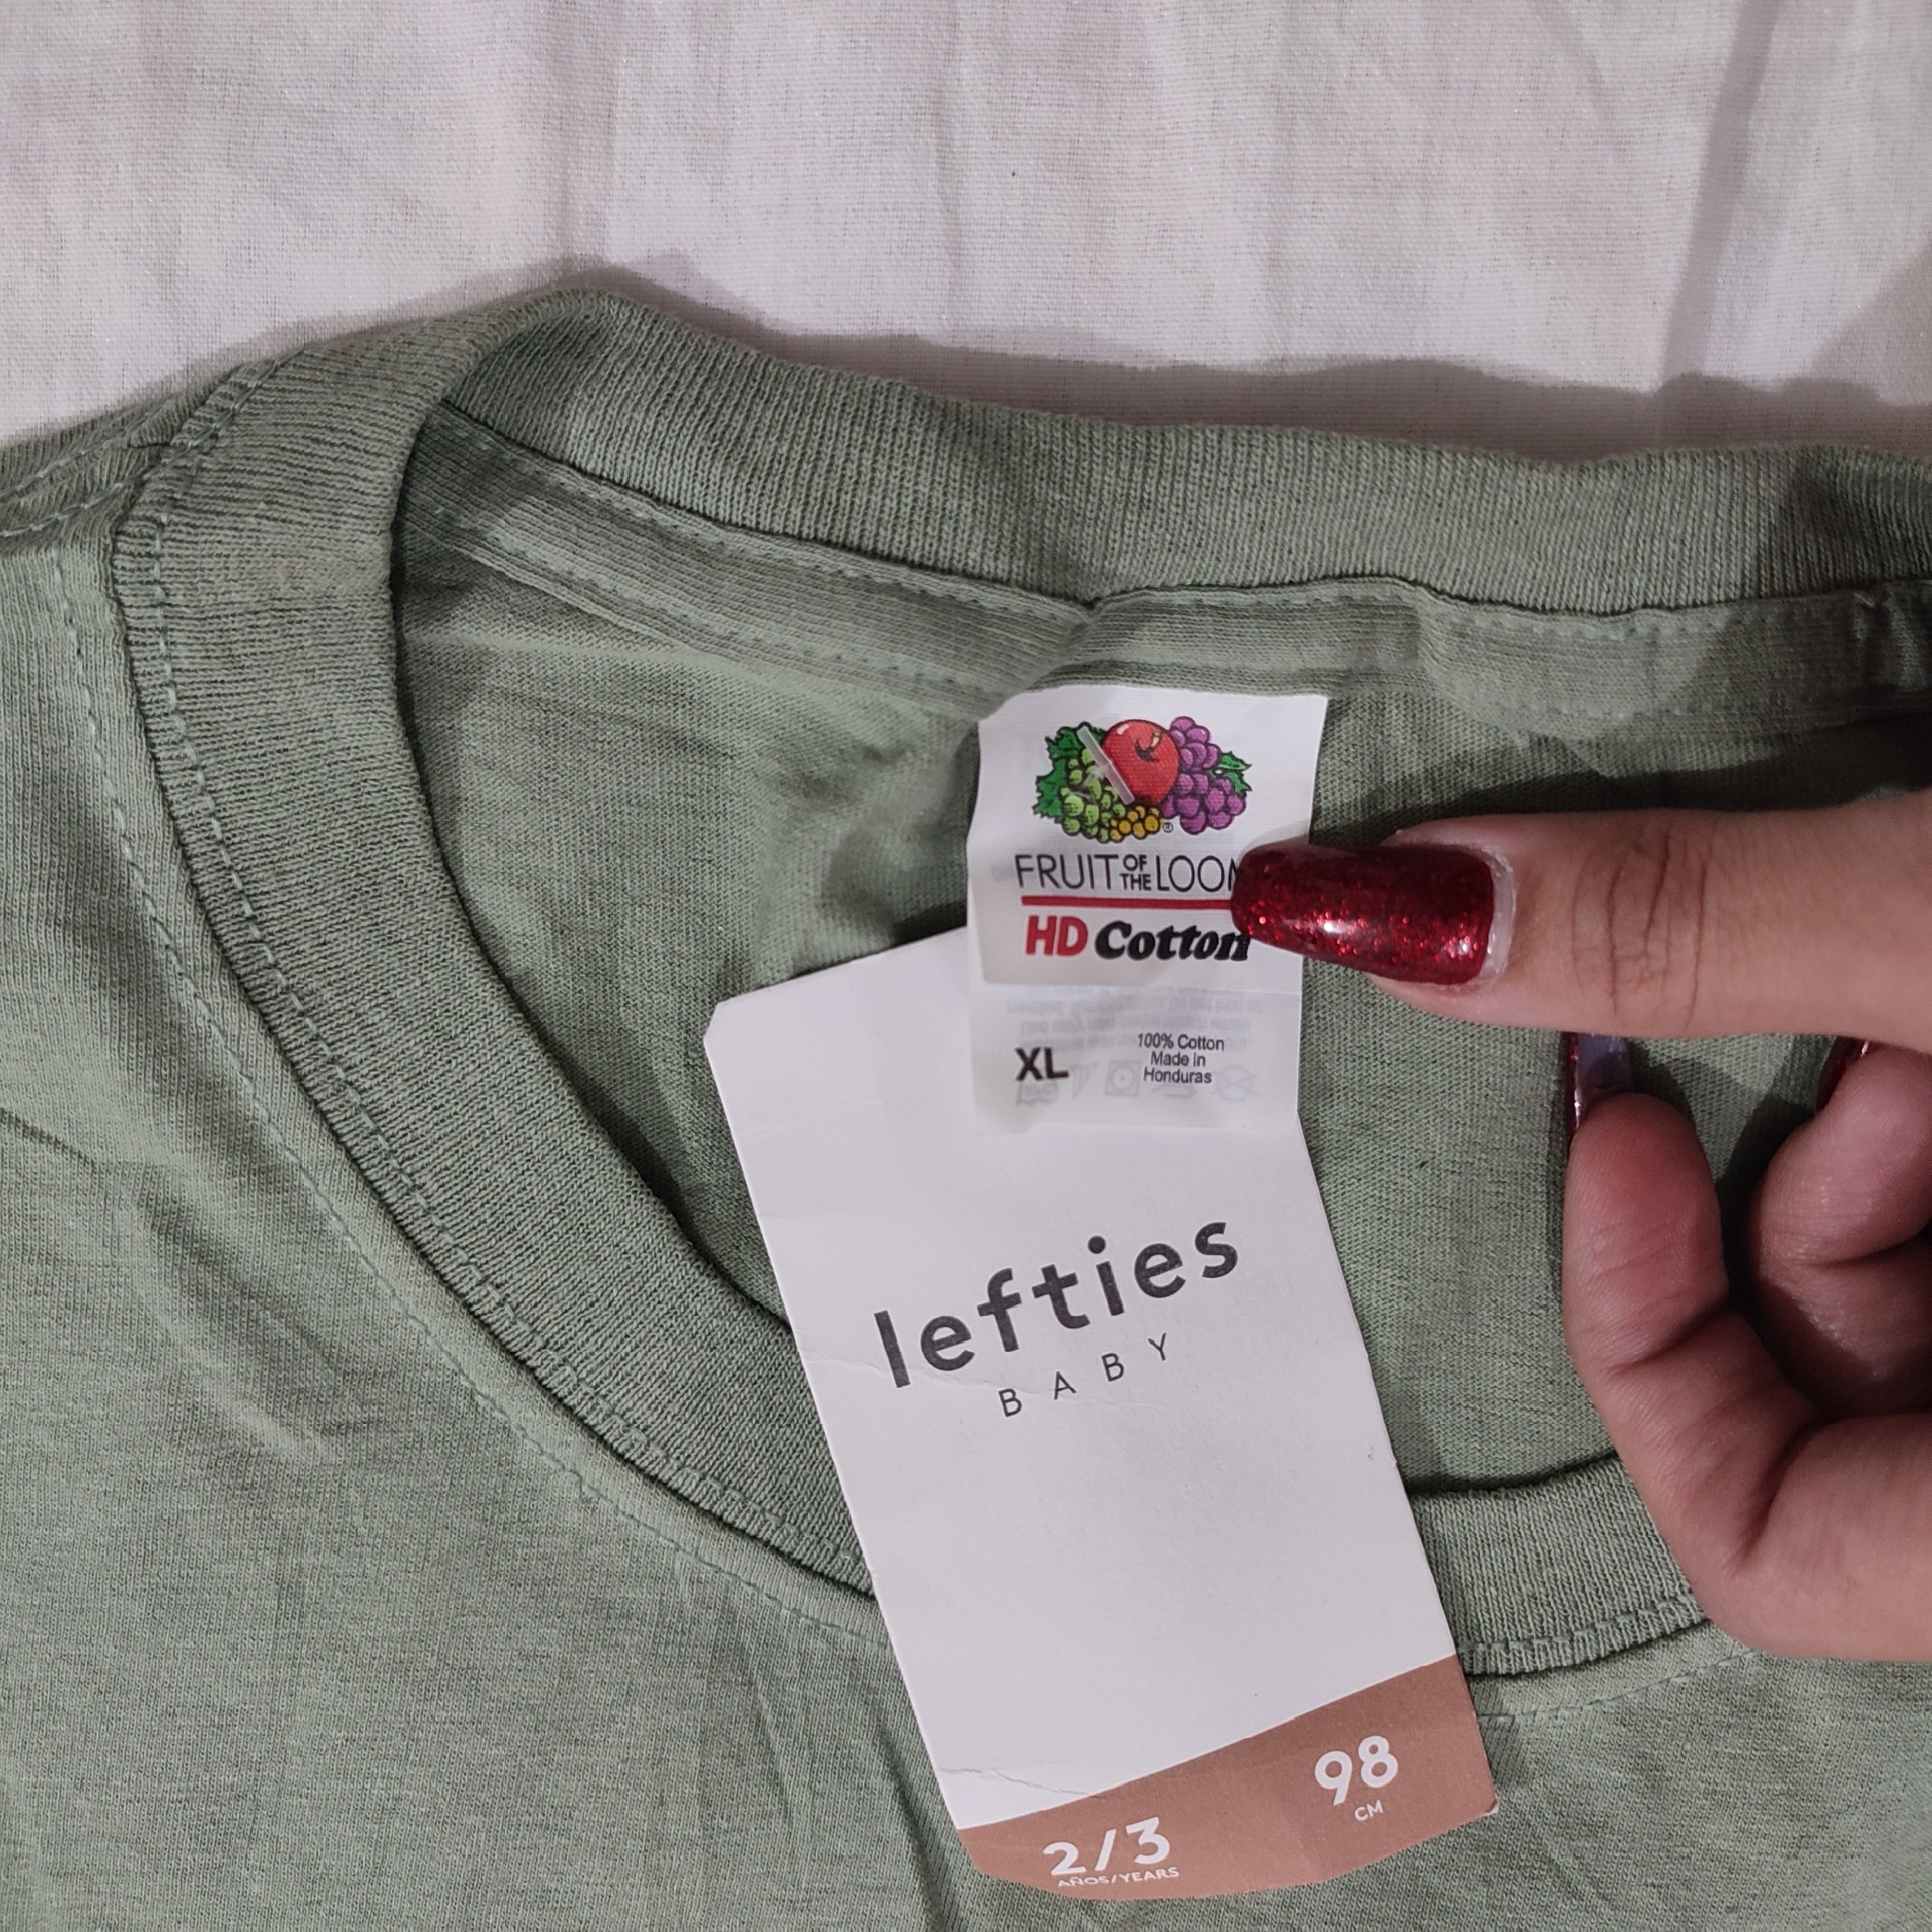 FRUIT OF THE LOOM
HD Cotton
XL
100% Cotton
Made in
Honduras
lefties
BABY
2/3
AÑOS/YEARS
98
CM